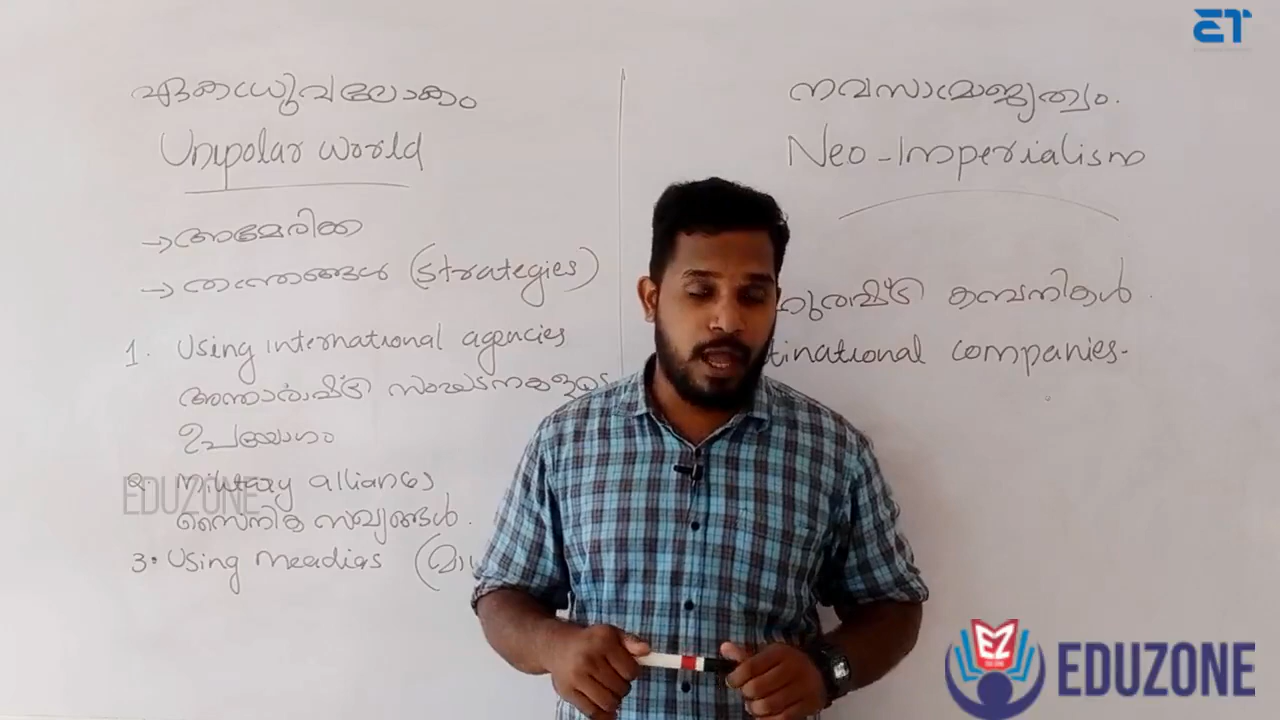 ഏകധ്രുവലോകം
Unipolar World
→ അമേരിക്ക
→ തന്ത്രങ്ങൾ (Strategies)
1. Using international agencies
അന്താരാഷ്ട്ര സംഘടനകളുടെ
ഉപയോഗം
2. military alliances
സൈനിക സഖ്യങ്ങൾ.
3. Using meadias (മാ
നവസാമ്രാജ്യത്വം.
Neo-Imperialism
കമ്പനികൾ
tinational companies-
ET
EDUZONE
EZ
EDUZONE